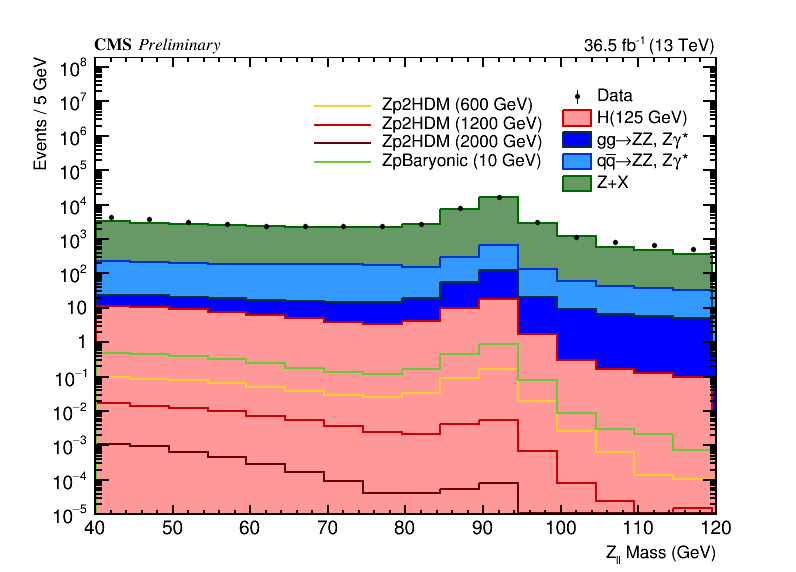 CMS Preliminary
36.5 fb⁻¹ (13 TeV)
Events / 5 GeV
10⁸
10⁷
10⁶
10⁵
10⁴
10³
10²
10
1
10⁻¹
10⁻²
10⁻³
10⁻⁴
10⁻⁵
Zp2HDM (600 GeV)
Zp2HDM (1200 GeV)
Zp2HDM (2000 GeV)
ZpBaryonic (10 GeV)
Data
H(125 GeV)
gg→ZZ, Zγ*
qq̅→ZZ, Zγ*
Z+X
40 50 60 70 80 90 100 110 120
Z_ll Mass (GeV)